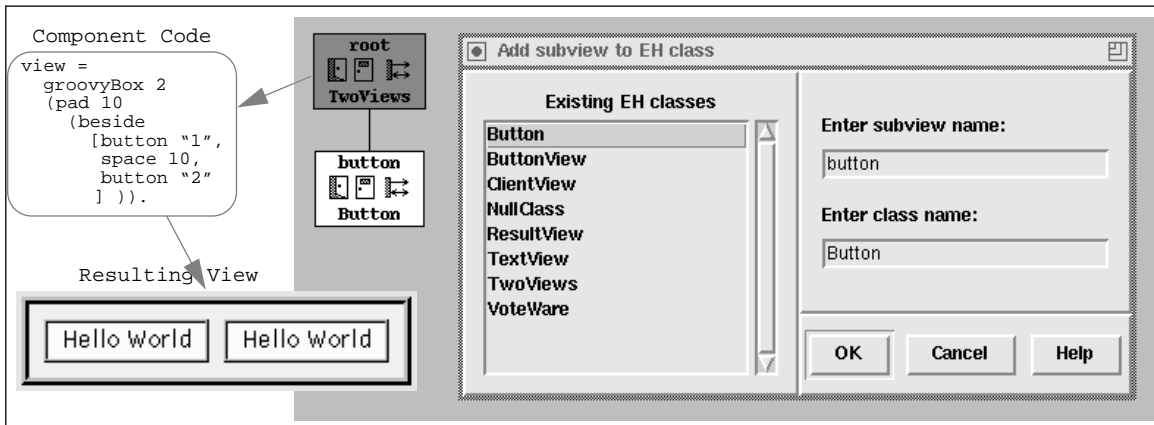 Component Code
view =
groovyBox 2
(pad 10
(beside
[button “1”,
space 10,
button “2”
] )).
Resulting View
Hello World
Hello World
root
TwoViews
button
Button
Add subview to EH class
Existing EH classes
Button
ButtonView
ClientView
NullClass
ResultView
TextView
TwoViews
VoteWare
Enter subview name:
button
Enter class name:
Button
OK
Cancel
Help